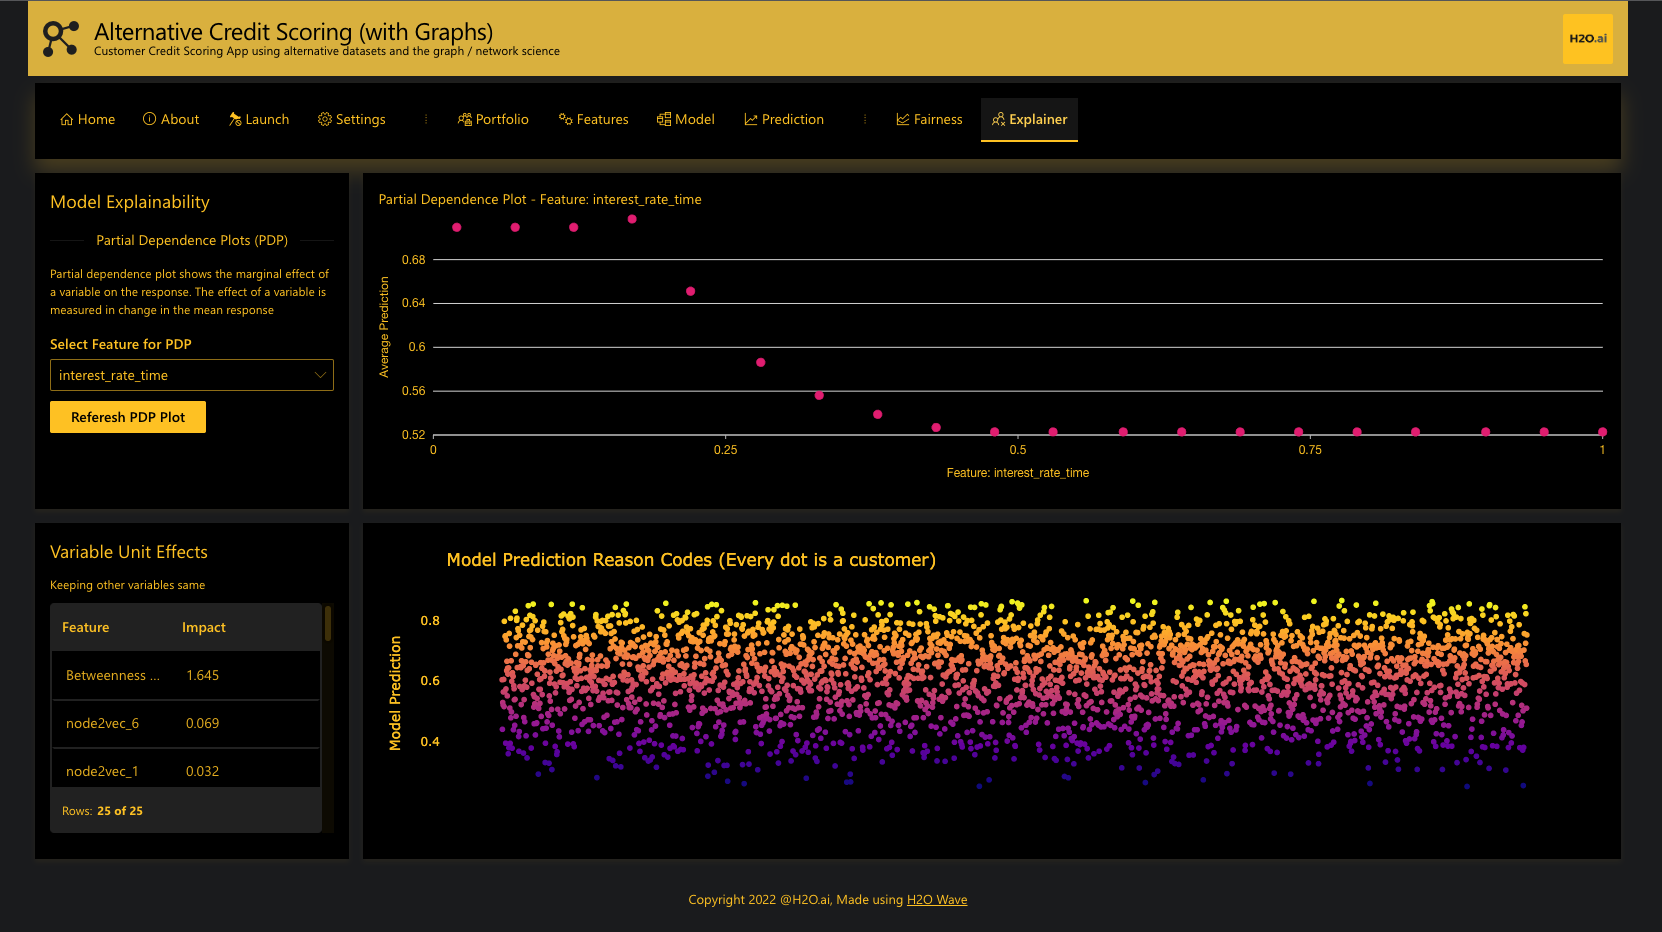 Alternative Credit Scoring (with Graphs)
Customer Credit Scoring App using alternative datasets and the graph / network science
H2O.ai
Home
About
Launch
Settings
Portfolio
Features
Model
Prediction
Fairness
Explainer
Model Explainability
Partial Dependence Plots (PDP)
Partial dependence plot shows the marginal effect of
a variable on the response. The effect of a variable is
measured in change in the mean response
Select Feature for PDP
interest_rate_time
Referesh PDP Plot
Partial Dependence Plot - Feature: interest_rate_time
Average Prediction
0.68
0.64
0.6
0.56
0.52
0
0.25
0.5
0.75
1
Feature: interest_rate_time
Variable Unit Effects
Keeping other variables same
Feature Impact
Betweenness ... 1.645
node2vec_6 0.069
node2vec_1 0.032
Rows: 25 of 25
Model Prediction Reason Codes (Every dot is a customer)
Model Prediction
0.8
0.6
0.4
Copyright 2022 @H2O.ai, Made using H2O Wave